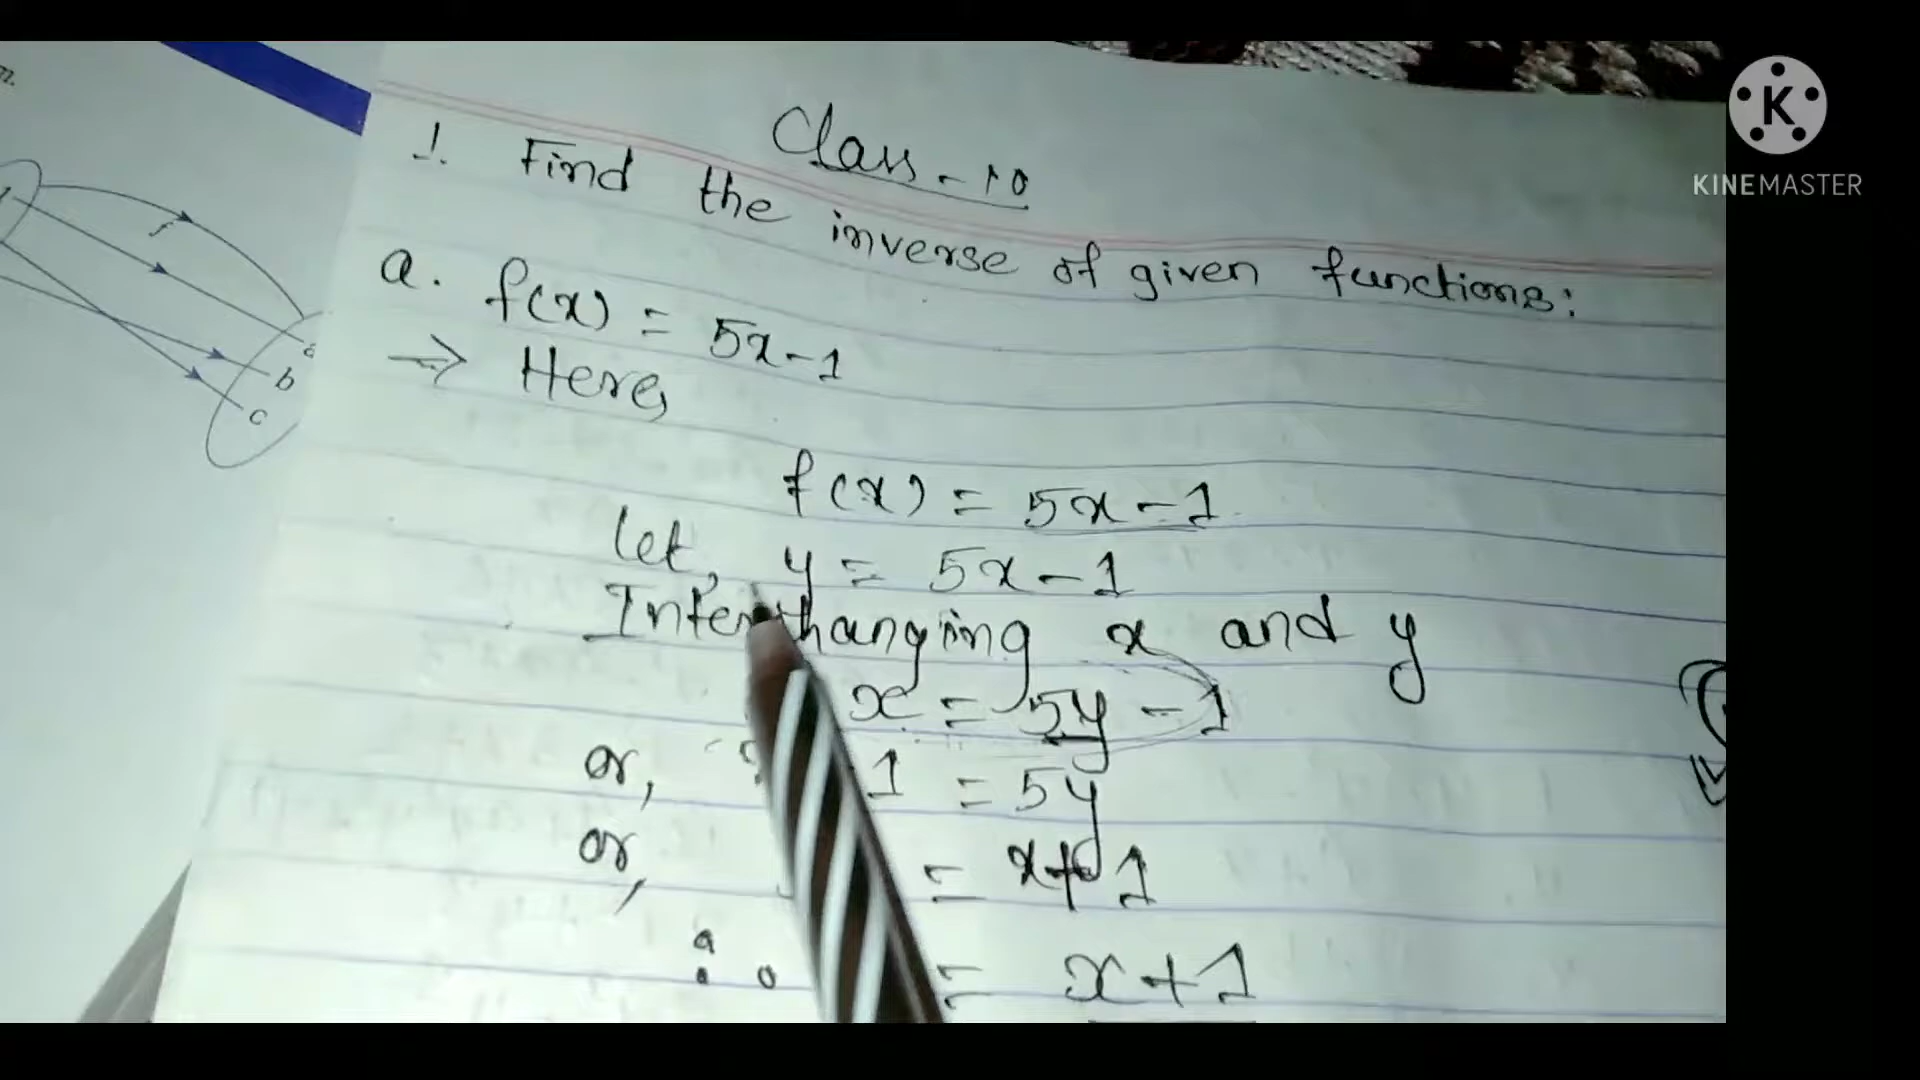 Class - 10
1. Find the inverse of given functions:
a. f(x) = 5x-1
→ Here,
f(x) = 5x-1
let, y = 5x-1
Interchanging x and y
x = 5y - 1
or, 1 = 5y
or, = x+1
∴ = x+1
f
a
b
c
K
KINEMASTER